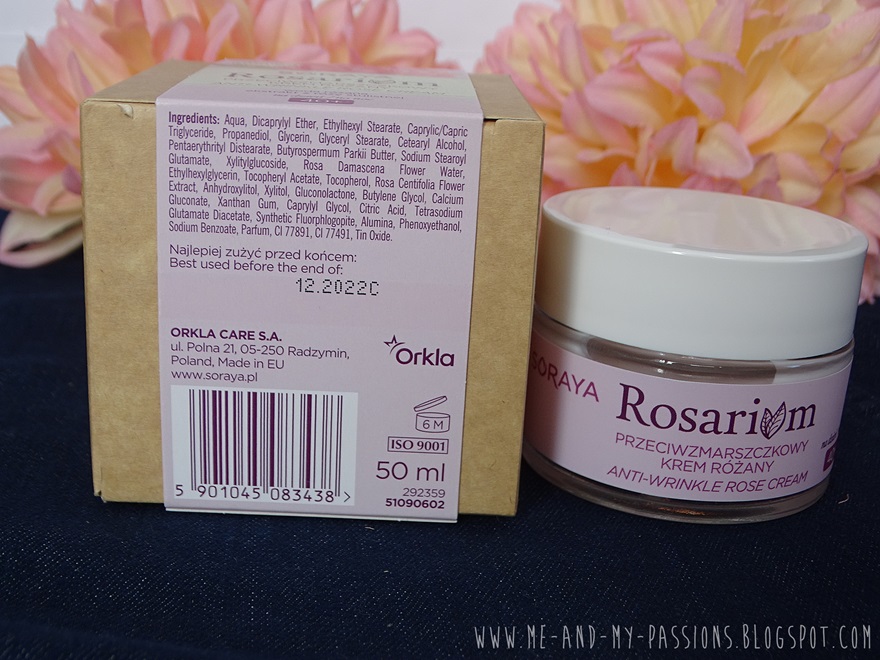 Rosarium
40+
Ingredients: Aqua, Dicaprylyl Ether, Ethylhexyl Stearate, Caprylic/Capric
Triglyceride, Propanediol, Glycerin, Glyceryl Stearate, Cetearyl Alcohol,
Pentaerythrityl Distearate, Butyrospermum Parkii Butter, Sodium Stearoyl
Glutamate, Xylitylglucoside, Rosa Damascena Flower Water,
Ethylhexylglycerin, Tocopheryl Acetate, Tocopherol, Rosa Centifolia Flower
Extract, Anhydroxylitol, Xylitol, Gluconolactone, Butylene Glycol, Calcium
Gluconate, Xanthan Gum, Caprylyl Glycol, Citric Acid, Tetrasodium
Glutamate Diacetate, Synthetic Fluorphlogopite, Alumina, Phenoxyethanol,
Sodium Benzoate, Parfum, CI 77891, CI 77491, Tin Oxide.
Najlepiej zużyć przed końcem:
Best used before the end of:
12.2022C
ORKLA CARE S.A.
ul. Polna 21, 05-250 Radzymin,
Poland, Made in EU
www.soraya.pl
Orkla
6 M
ISO 9001
50 ml
292359
51090602
5 901045 083438 >
SORAYA
Rosarium
PRZECIWZMARSZCZKOWY
KREM RÓŻANY
ANTI-WRINKLE ROSE CREAM
WWW.ME-AND-MY-PASSIONS.BLOGSPOT.COM